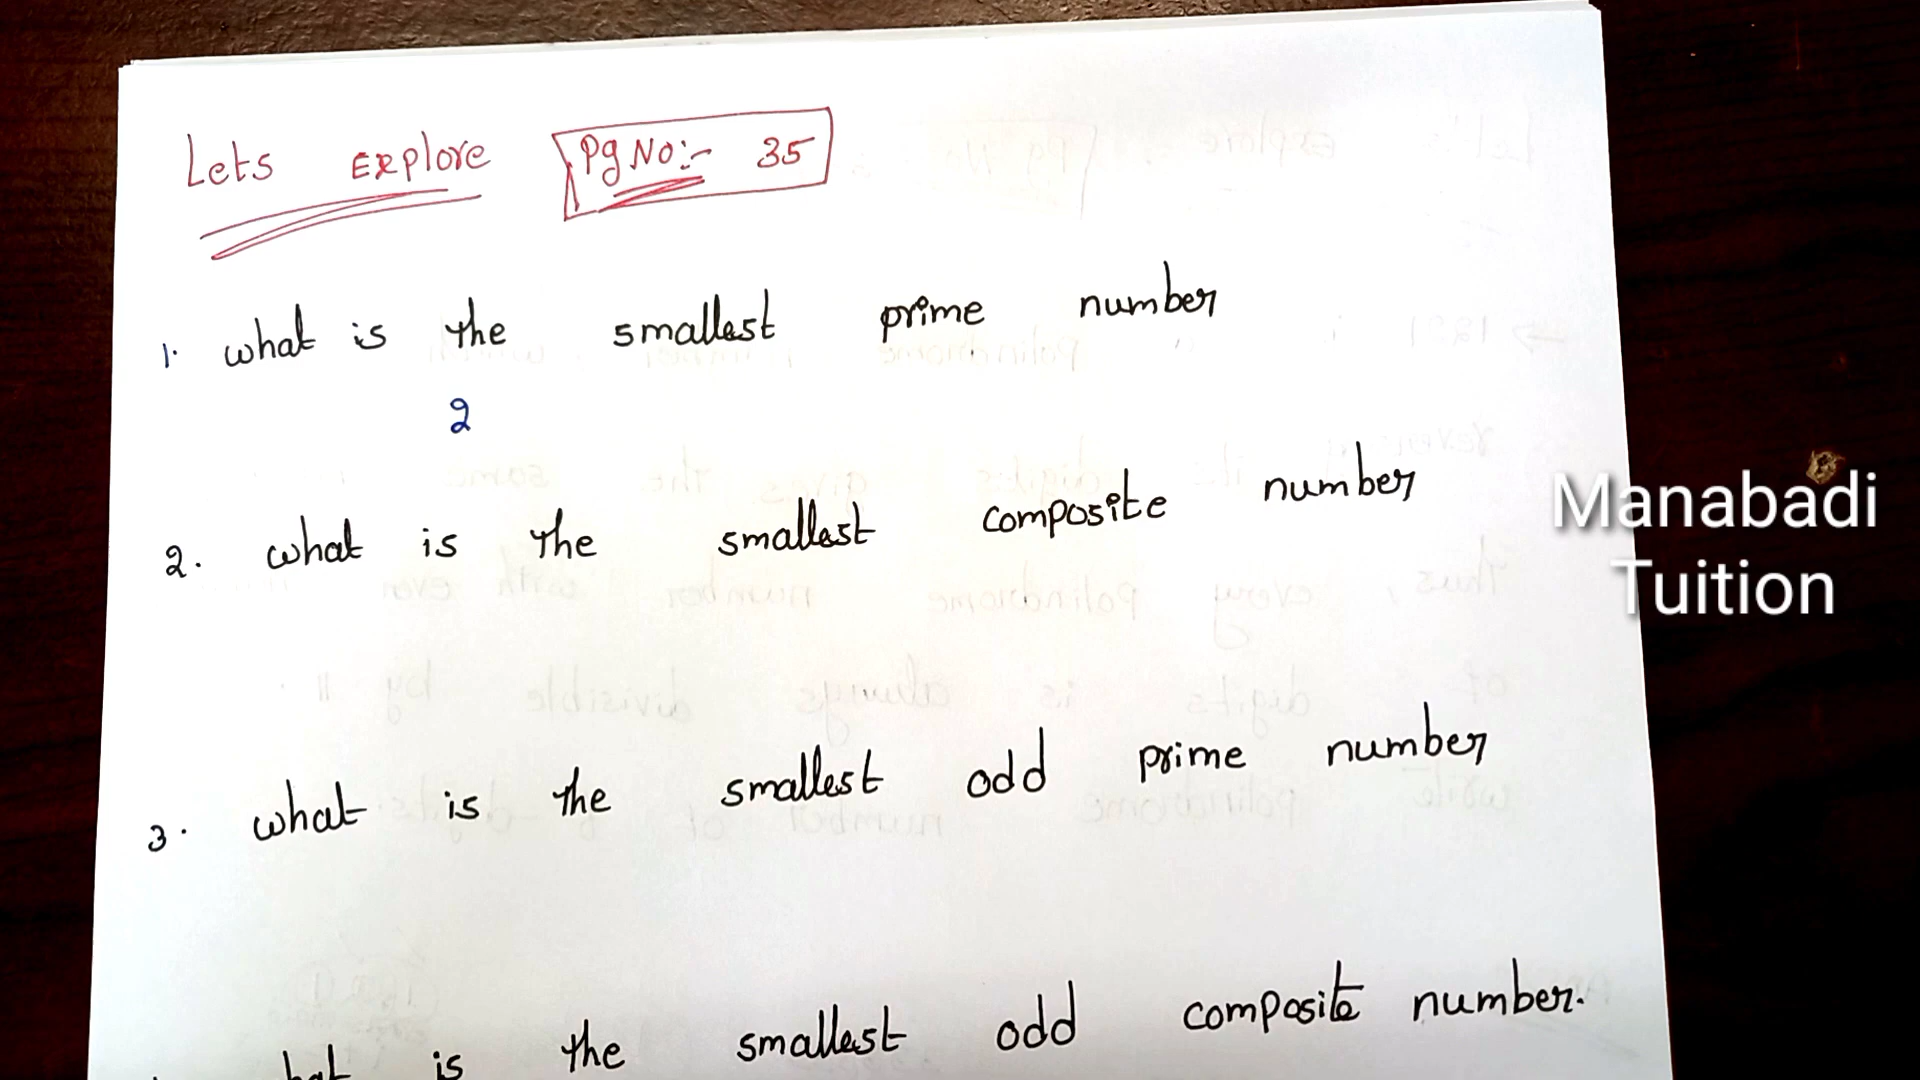 Lets Explore Pg No:- 35
1. what is the smallest prime number
2
2. what is the smallest composite number
3. what is the smallest odd prime number
is the smallest odd composite number.
Manabadi
Tuition